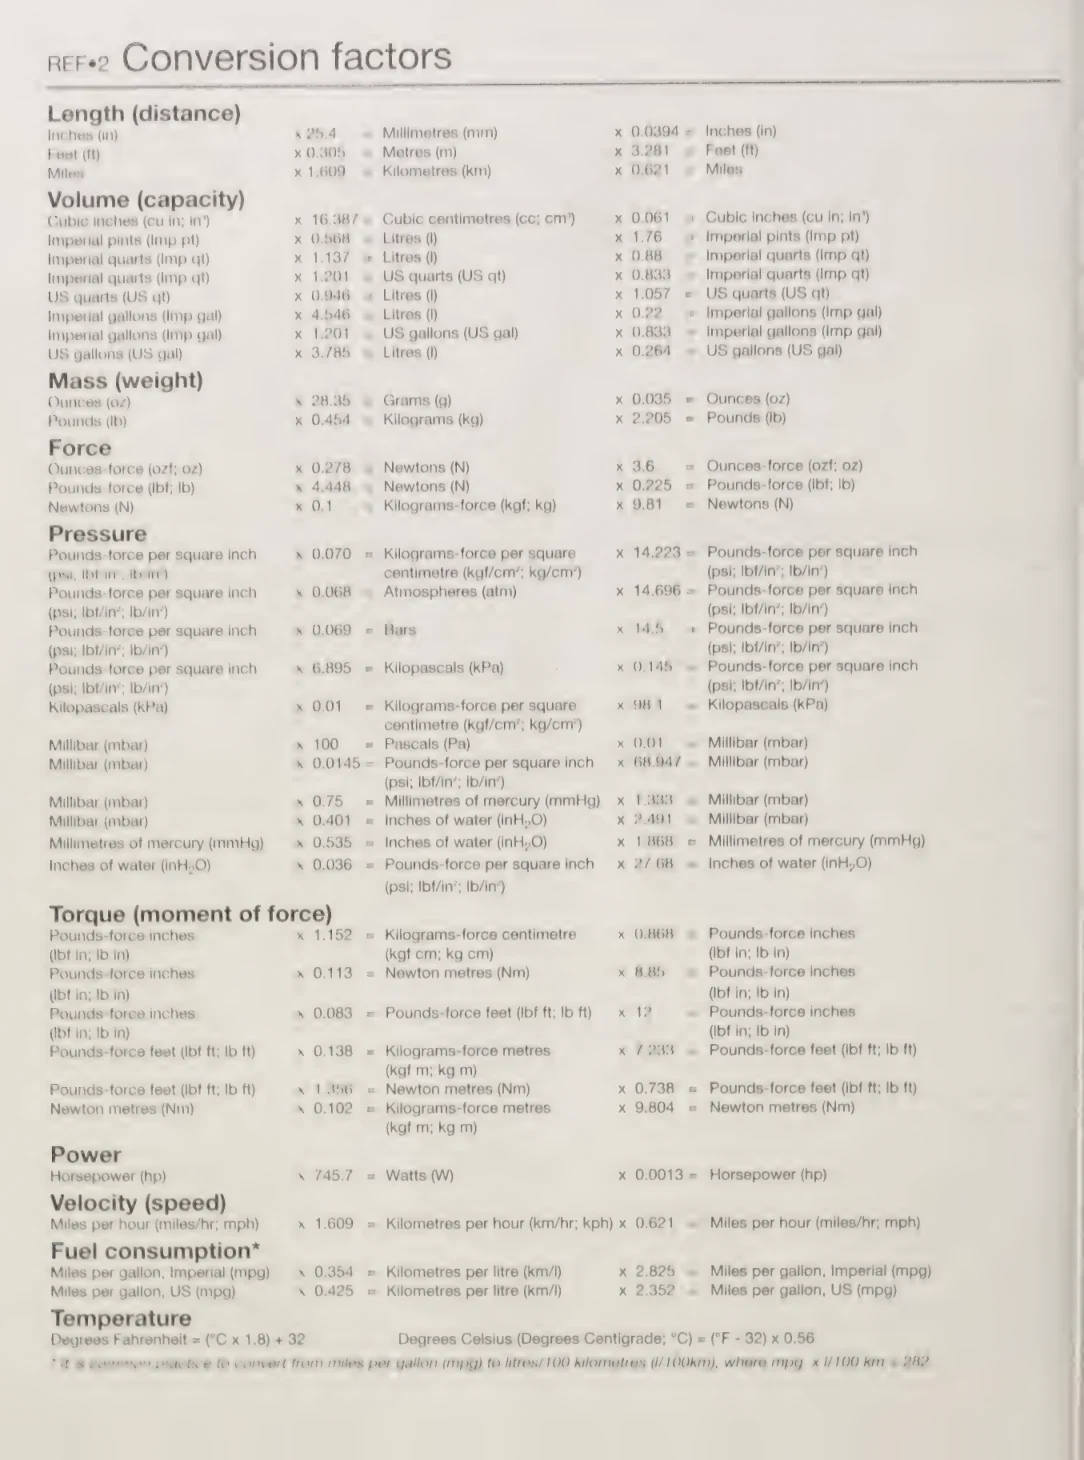 REF•2 Conversion factors
Length (distance)
Inches (in) x 25.4 = Millimetres (mm) x 0.0394 = Inches (in)
Feet (ft) x 0.305 = Metres (m) x 3.281 = Feet (ft)
Miles x 1.609 = Kilometres (km) x 0.621 = Miles
Volume (capacity)
Cubic inches (cu in; in³) x 16.387 = Cubic centimetres (cc; cm³) x 0.061 = Cubic inches (cu in; in³)
Imperial pints (Imp pt) x 0.568 = Litres (l) x 1.76 = Imperial pints (Imp pt)
Imperial quarts (Imp qt) x 1.137 = Litres (l) x 0.88 = Imperial quarts (Imp qt)
Imperial quarts (Imp qt) x 1.201 = US quarts (US qt) x 0.833 = Imperial quarts (Imp qt)
US quarts (US qt) x 0.946 = Litres (l) x 1.057 = US quarts (US qt)
Imperial gallons (Imp gal) x 4.546 = Litres (l) x 0.22 = Imperial gallons (Imp gal)
Imperial gallons (Imp gal) x 1.201 = US gallons (US gal) x 0.833 = Imperial gallons (Imp gal)
US gallons (US gal) x 3.785 = Litres (l) x 0.264 = US gallons (US gal)
Mass (weight)
Ounces (oz) x 28.35 = Grams (g) x 0.035 = Ounces (oz)
Pounds (lb) x 0.454 = Kilograms (kg) x 2.205 = Pounds (lb)
Force
Ounces-force (ozf; oz) x 0.278 = Newtons (N) x 3.6 = Ounces-force (ozf; oz)
Pounds-force (lbf; lb) x 4.448 = Newtons (N) x 0.225 = Pounds-force (lbf; lb)
Newtons (N) x 0.1 = Kilograms-force (kgf; kg) x 9.81 = Newtons (N)
Pressure
Pounds-force per square inch x 0.070 = Kilograms-force per square x 14.223 = Pounds-force per square inch
(psi; lbf/in²; lb/in²) centimetre (kgf/cm²; kg/cm²) (psi; lbf/in²; lb/in²)
Pounds-force per square inch x 0.068 = Atmospheres (atm) x 14.696 = Pounds-force per square inch
(psi; lbf/in²; lb/in²) (psi; lbf/in²; lb/in²)
Pounds-force per square inch x 0.069 = Bars x 14.5 = Pounds-force per square inch
(psi; lbf/in²; lb/in²) (psi; lbf/in²; lb/in²)
Pounds-force per square inch x 6.895 = Kilopascals (kPa) x 0.145 = Pounds-force per square inch
(psi; lbf/in²; lb/in²) (psi; lbf/in²; lb/in²)
Kilopascals (kPa) x 0.01 = Kilograms-force per square x 98.1 = Kilopascals (kPa)
centimetre (kgf/cm²; kg/cm²)
Millibar (mbar) x 100 = Pascals (Pa) x 0.01 = Millibar (mbar)
Millibar (mbar) x 0.0145 = Pounds-force per square inch x 68.947 = Millibar (mbar)
(psi; lbf/in²; lb/in²)
Millibar (mbar) x 0.75 = Millimetres of mercury (mmHg) x 1.333 = Millibar (mbar)
Millibar (mbar) x 0.401 = Inches of water (inH₂O) x 2.491 = Millibar (mbar)
Millimetres of mercury (mmHg) x 0.535 = Inches of water (inH₂O) x 1.868 = Millimetres of mercury (mmHg)
Inches of water (inH₂O) x 0.036 = Pounds-force per square inch x 27.68 = Inches of water (inH₂O)
(psi; lbf/in²; lb/in²)
Torque (moment of force)
Pounds-force inches x 1.152 = Kilograms-force centimetre x 0.868 = Pounds-force inches
(lbf in; lb in) (kgf cm; kg cm) (lbf in; lb in)
Pounds-force inches x 0.113 = Newton metres (Nm) x 8.85 = Pounds-force inches
(lbf in; lb in) (lbf in; lb in)
Pounds-force inches x 0.083 = Pounds-force feet (lbf ft; lb ft) x 12 = Pounds-force inches
(lbf in; lb in) (lbf in; lb in)
Pounds-force feet (lbf ft; lb ft) x 0.138 = Kilograms-force metres x 7.233 = Pounds-force feet (lbf ft; lb ft)
(kgf m; kg m)
Pounds-force feet (lbf ft; lb ft) x 1.356 = Newton metres (Nm) x 0.738 = Pounds-force feet (lbf ft; lb ft)
Newton metres (Nm) x 0.102 = Kilograms-force metres x 9.804 = Newton metres (Nm)
(kgf m; kg m)
Power
Horsepower (hp) x 745.7 = Watts (W) x 0.0013 = Horsepower (hp)
Velocity (speed)
Miles per hour (miles/hr; mph) x 1.609 = Kilometres per hour (km/hr; kph) x 0.621 = Miles per hour (miles/hr; mph)
Fuel consumption*
Miles per gallon, Imperial (mpg) x 0.354 = Kilometres per litre (km/l) x 2.825 = Miles per gallon, Imperial (mpg)
Miles per gallon, US (mpg) x 0.425 = Kilometres per litre (km/l) x 2.352 = Miles per gallon, US (mpg)
Temperature
Degrees Fahrenheit = (°C x 1.8) + 32 Degrees Celsius (Degrees Centigrade; °C) = (°F - 32) x 0.56
* It is common practice to convert from miles per gallon (mpg) to litres/100 kilometres (l/100km), where mpg x l/100 km = 282